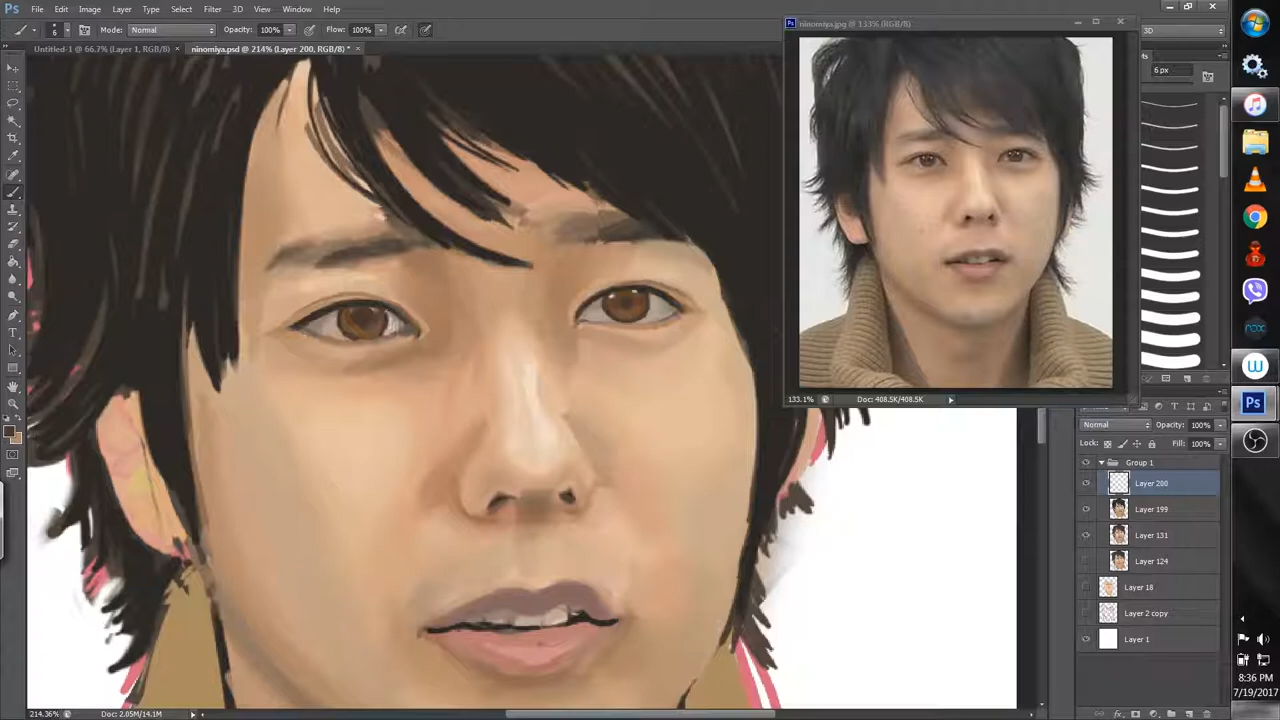 Ps File Edit Image Layer Type Select Filter 3D View Window Help
6 Mode: Normal Opacity: 100% Flow: 100%
Untitled-1 @ 66.7% (Layer 1, RGB/8) × ninomiya.psd @ 214% (Layer 200, RGB/8) * ×
ninomiya.jpg @ 133% (RGB/8)
3D
6 px
133.1% Doc: 408.5K/408.5K
Normal Opacity: 100%
Lock: Fill: 100%
Group 1
Layer 200
Layer 199
Layer 131
Layer 124
Layer 18
Layer 2 copy
Layer 1
W
Ps
8:36 PM
7/19/2017
214.36% Doc: 2.05M/14.1M